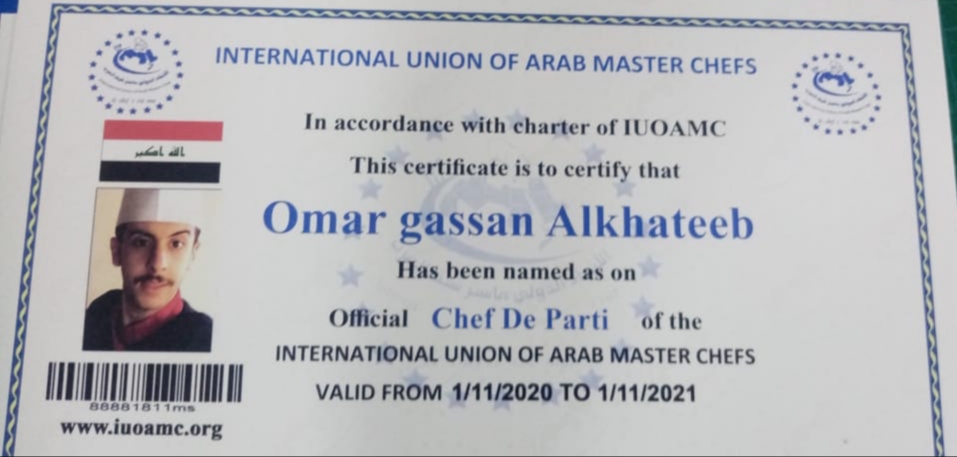 INTERNATIONAL UNION OF ARAB MASTER CHEFS
In accordance with charter of IUOAMC
This certificate is to certify that
Omar gassan Alkhateeb
Has been named as on
Official Chef De Parti of the
INTERNATIONAL UNION OF ARAB MASTER CHEFS
VALID FROM 1/11/2020 TO 1/11/2021
الله اكبر
88881811ms
www.iuoamc.org